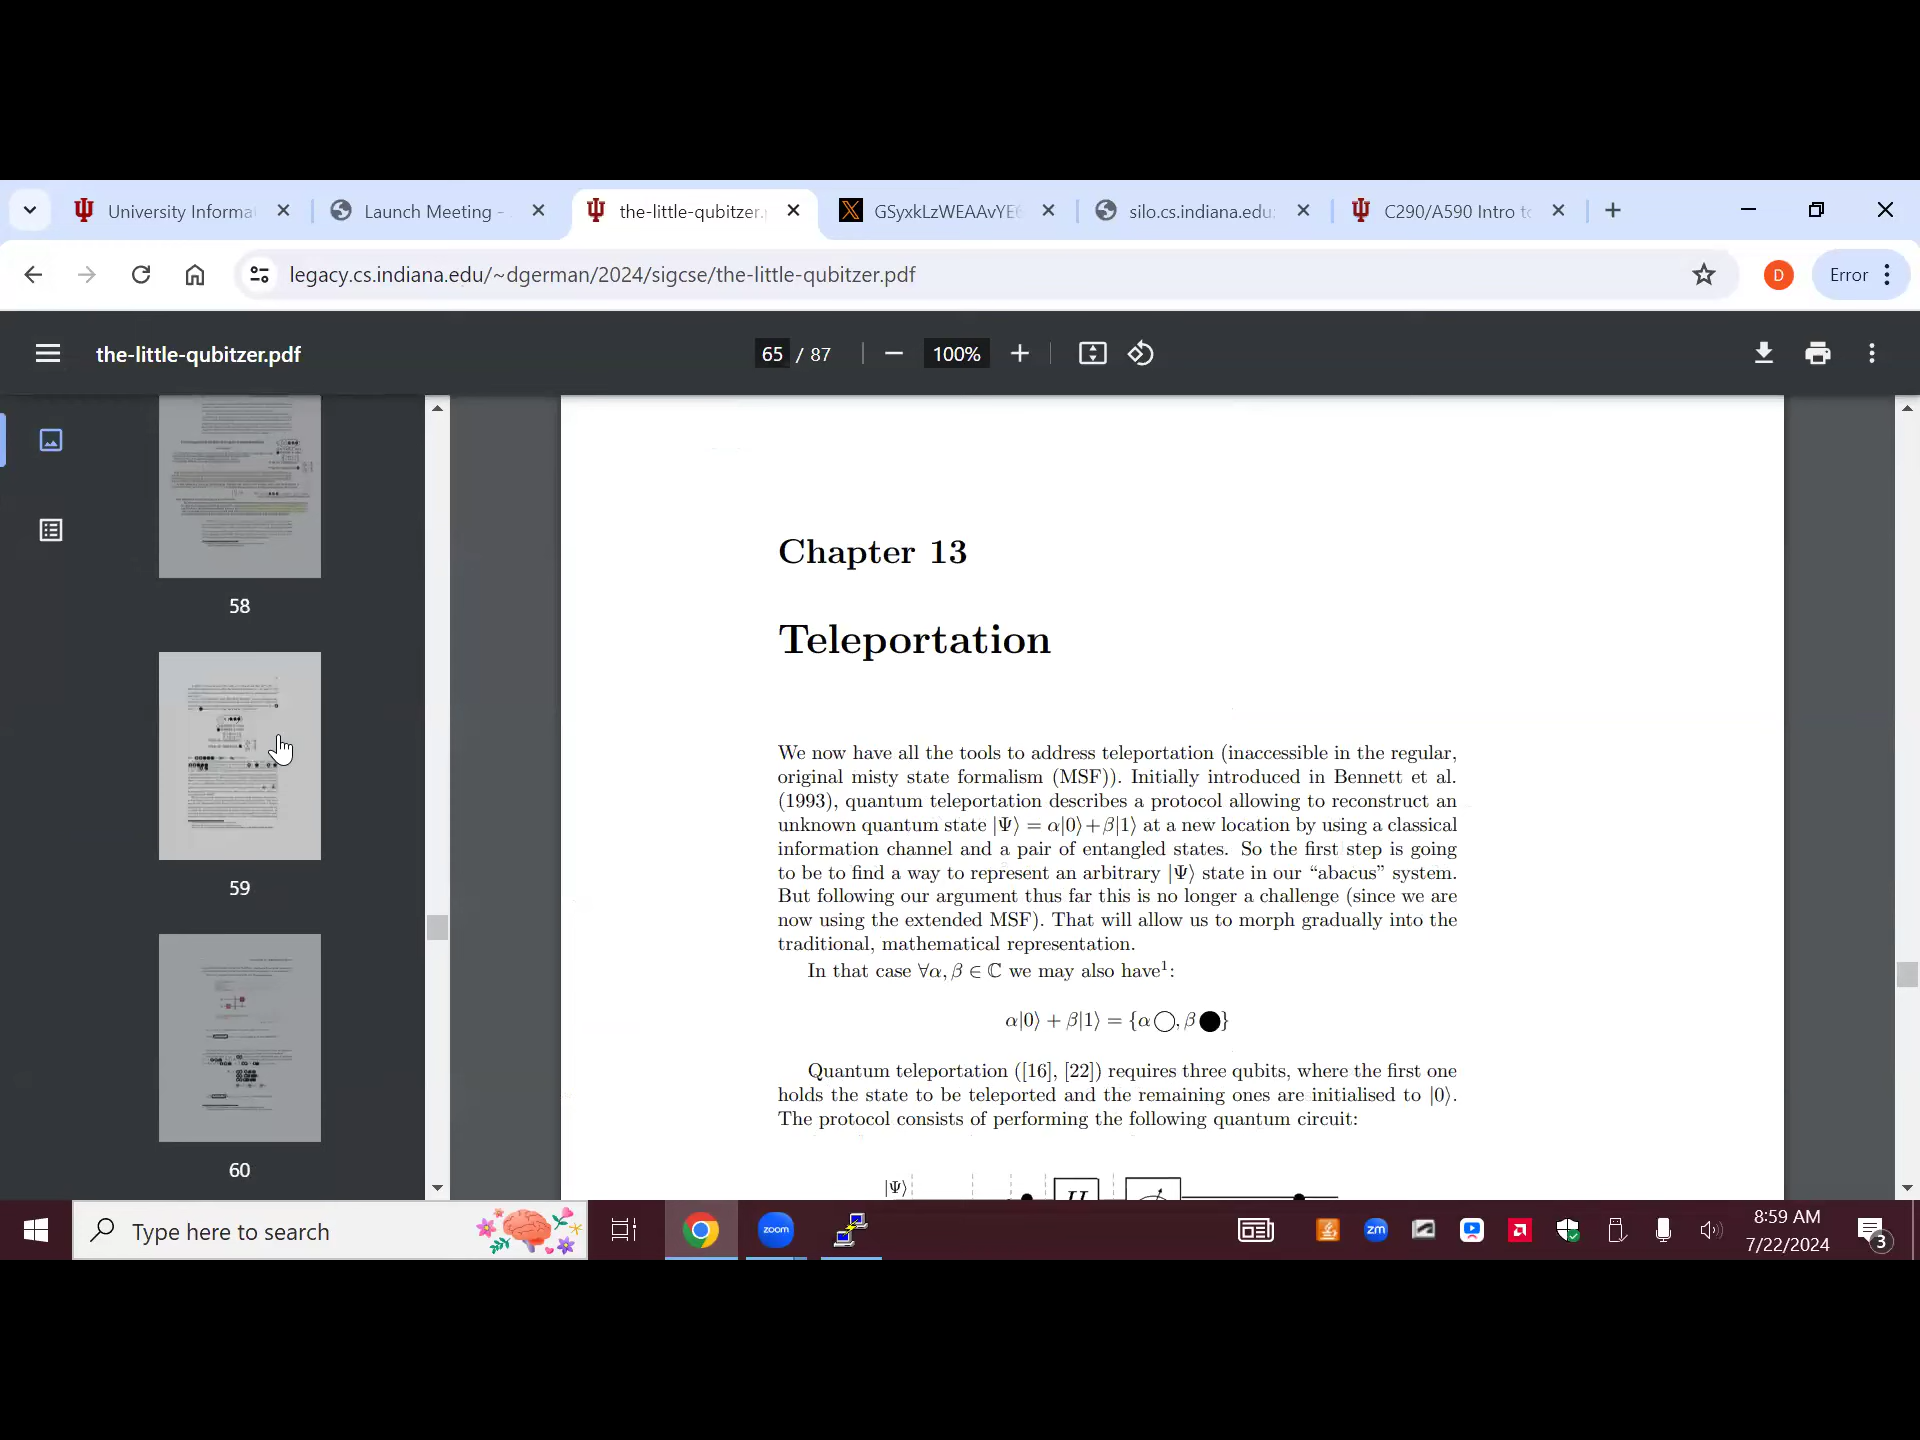 University Informa
Launch Meeting -
the-little-qubitzer.
GSyxkLzWEAAvYE6
silo.cs.indiana.edu
C290/A590 Intro to
legacy.cs.indiana.edu/~dgerman/2024/sigcse/the-little-qubitzer.pdf
D
Error
the-little-qubitzer.pdf
65 / 87
100%
58
59
60
Chapter 13
Teleportation
We now have all the tools to address teleportation (inaccessible in the regular,
original misty state formalism (MSF)). Initially introduced in Bennett et al.
(1993), quantum teleportation describes a protocol allowing to reconstruct an
unknown quantum state |Ψ⟩ = α|0⟩+β|1⟩ at a new location by using a classical
information channel and a pair of entangled states. So the first step is going
to be to find a way to represent an arbitrary |Ψ⟩ state in our “abacus” system.
But following our argument thus far this is no longer a challenge (since we are
now using the extended MSF). That will allow us to morph gradually into the
traditional, mathematical representation.
In that case ∀α, β ∈ ℂ we may also have¹:
α|0⟩ + β|1⟩ = {α○, β●}
Quantum teleportation ([16], [22]) requires three qubits, where the first one
holds the state to be teleported and the remaining ones are initialised to |0⟩.
The protocol consists of performing the following quantum circuit:
|Ψ⟩
H
Type here to search
zoom
zm
8:59 AM
7/22/2024
3